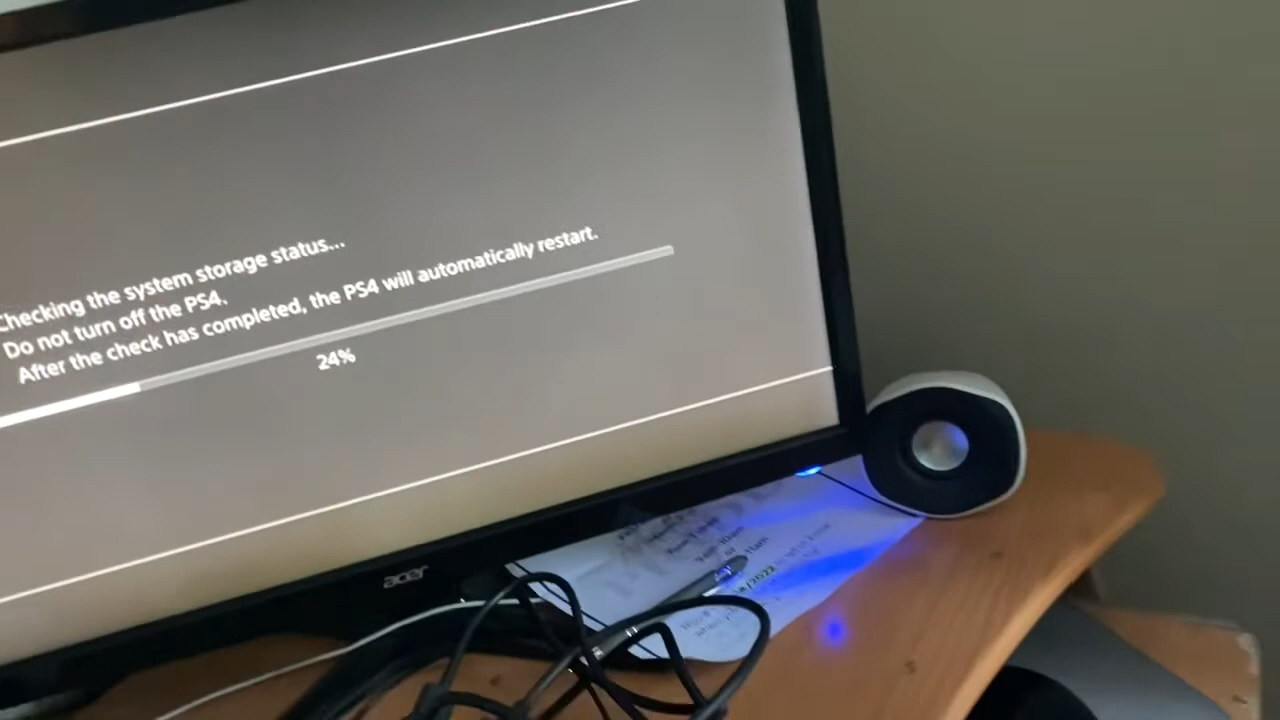 Checking the system storage status...
Do not turn off the PS4.
After the check has completed, the PS4 will automatically restart.
24%
acer
11am